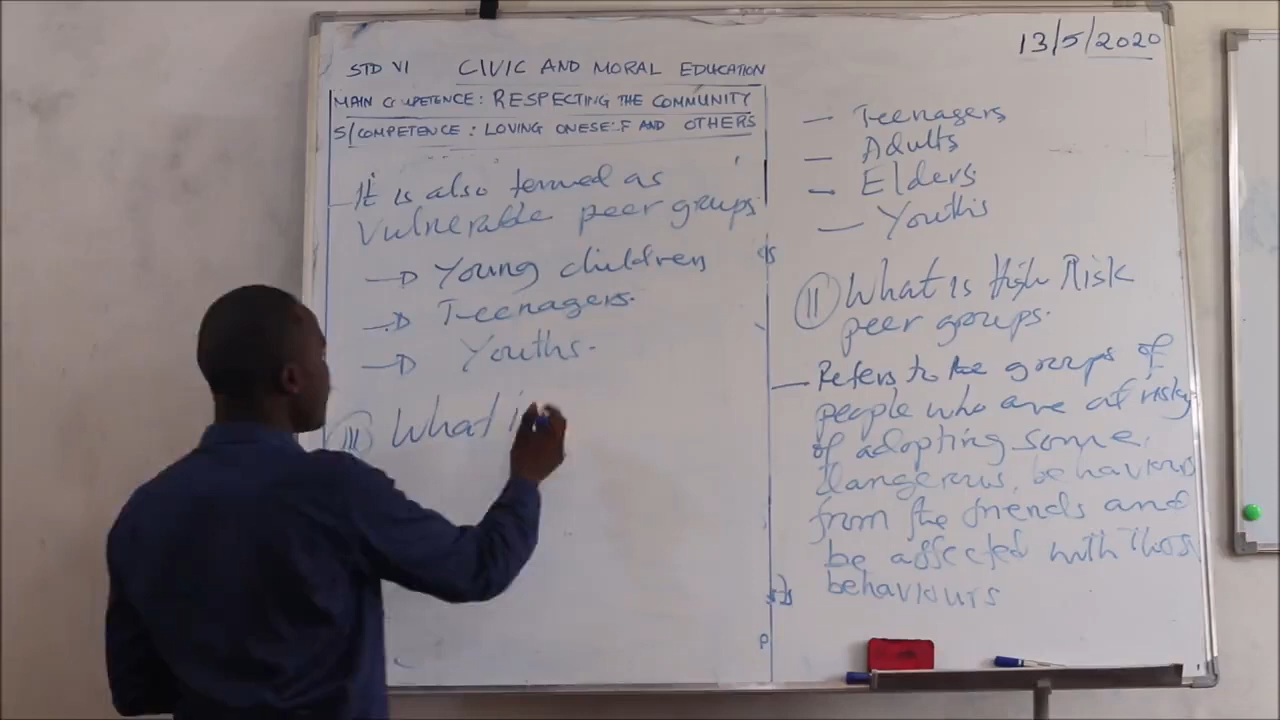 13/5/2020
STD VI CIVIC AND MORAL EDUCATION
MAIN COMPETENCE: RESPECTING THE COMMUNITY
S/COMPETENCE: LOVING ONESELF AND OTHERS
- It is also termed as
Vulnerable peer groups
→ Young children
→ Teenagers.
→ Youths.
III What i
- Teenagers
- Adults
- Elders.
- Youths
II What is High Risk
peer groups.
- Refers to the groups of
people who are at risky
of adopting some
dangerous behaviours
from the friends and
be affected with those
behaviours